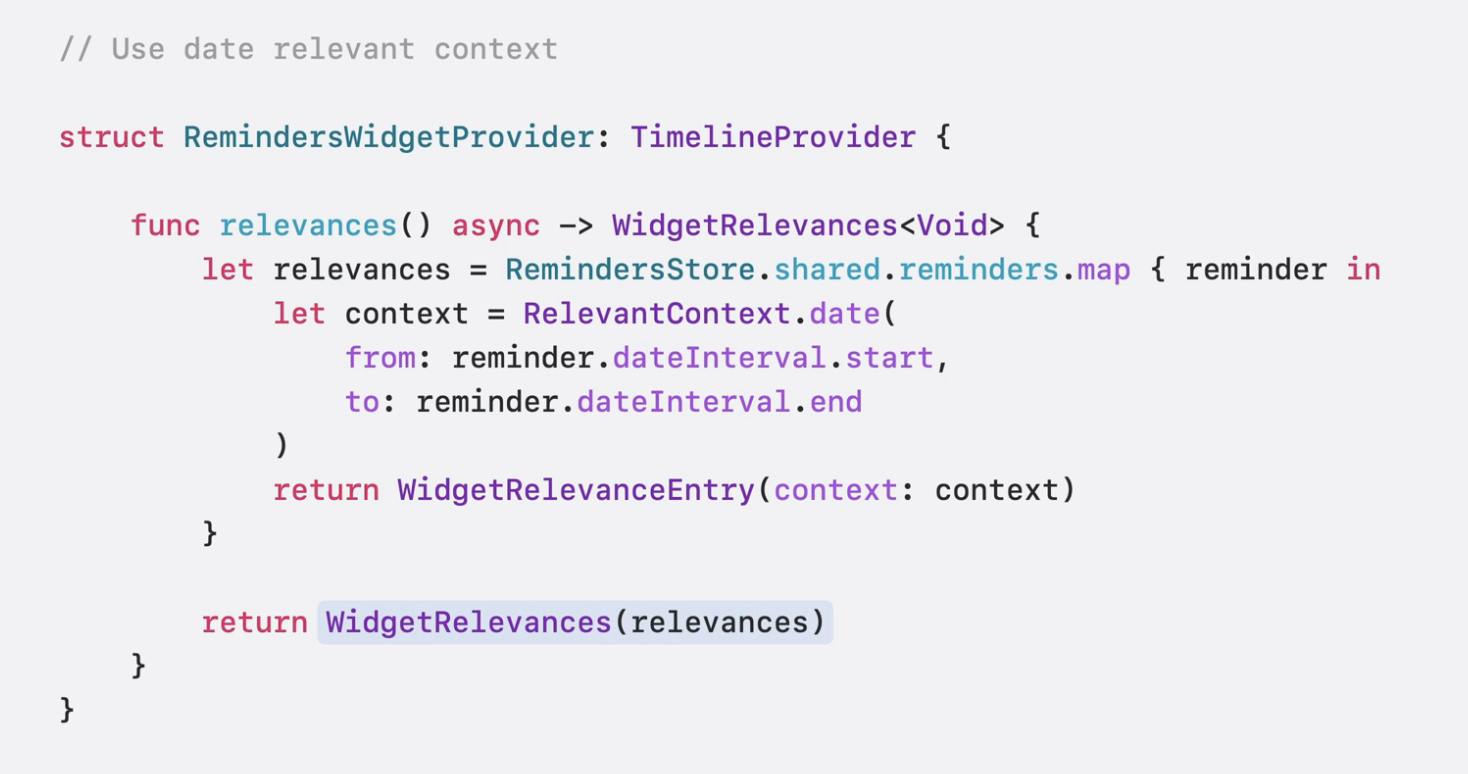 // Use date relevant context
struct RemindersWidgetProvider: TimelineProvider {
func relevances() async -> WidgetRelevances<Void> {
let relevances = RemindersStore.shared.reminders.map { reminder in
let context = RelevantContext.date(
from: reminder.dateInterval.start,
to: reminder.dateInterval.end
)
return WidgetRelevanceEntry(context: context)
}
return WidgetRelevances(relevances)
}
}